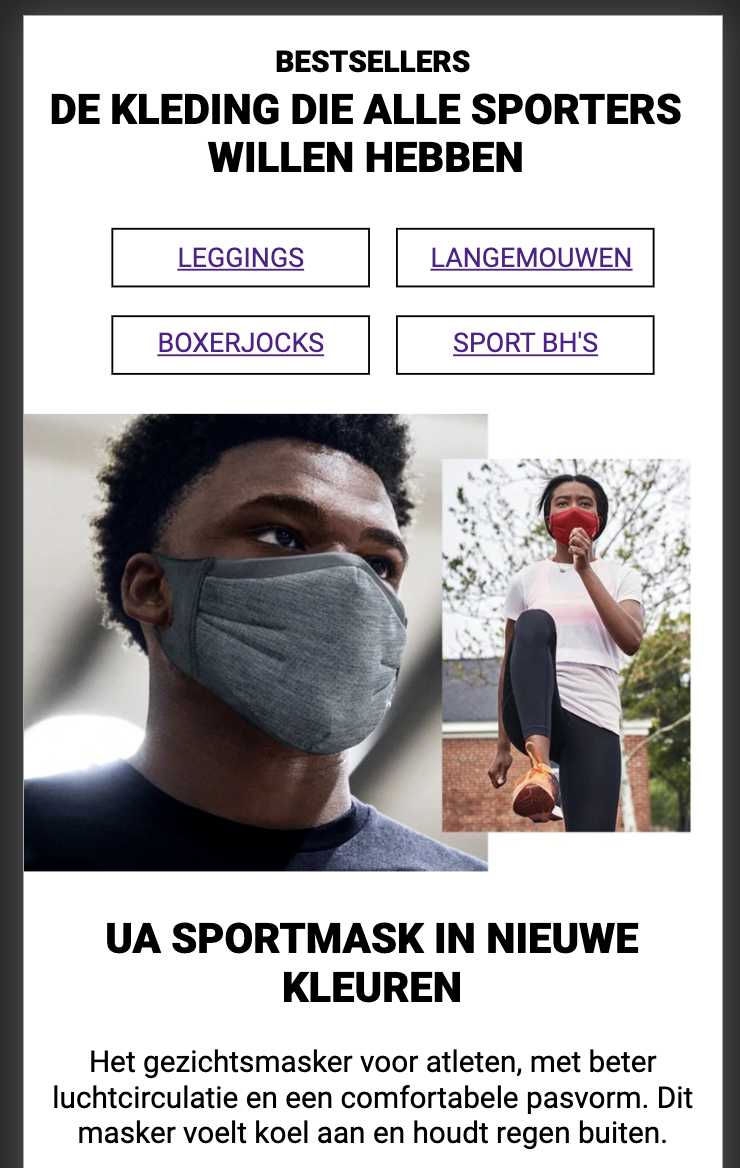 BESTSELLERS
DE KLEDING DIE ALLE SPORTERS
WILLEN HEBBEN
LEGGINGS
LANGEMOUWEN
BOXERJOCKS
SPORT BH'S
UA SPORTMASK IN NIEUWE
KLEUREN
Het gezichtsmasker voor atleten, met beter
luchtcirculatie en een comfortabele pasvorm. Dit
masker voelt koel aan en houdt regen buiten.